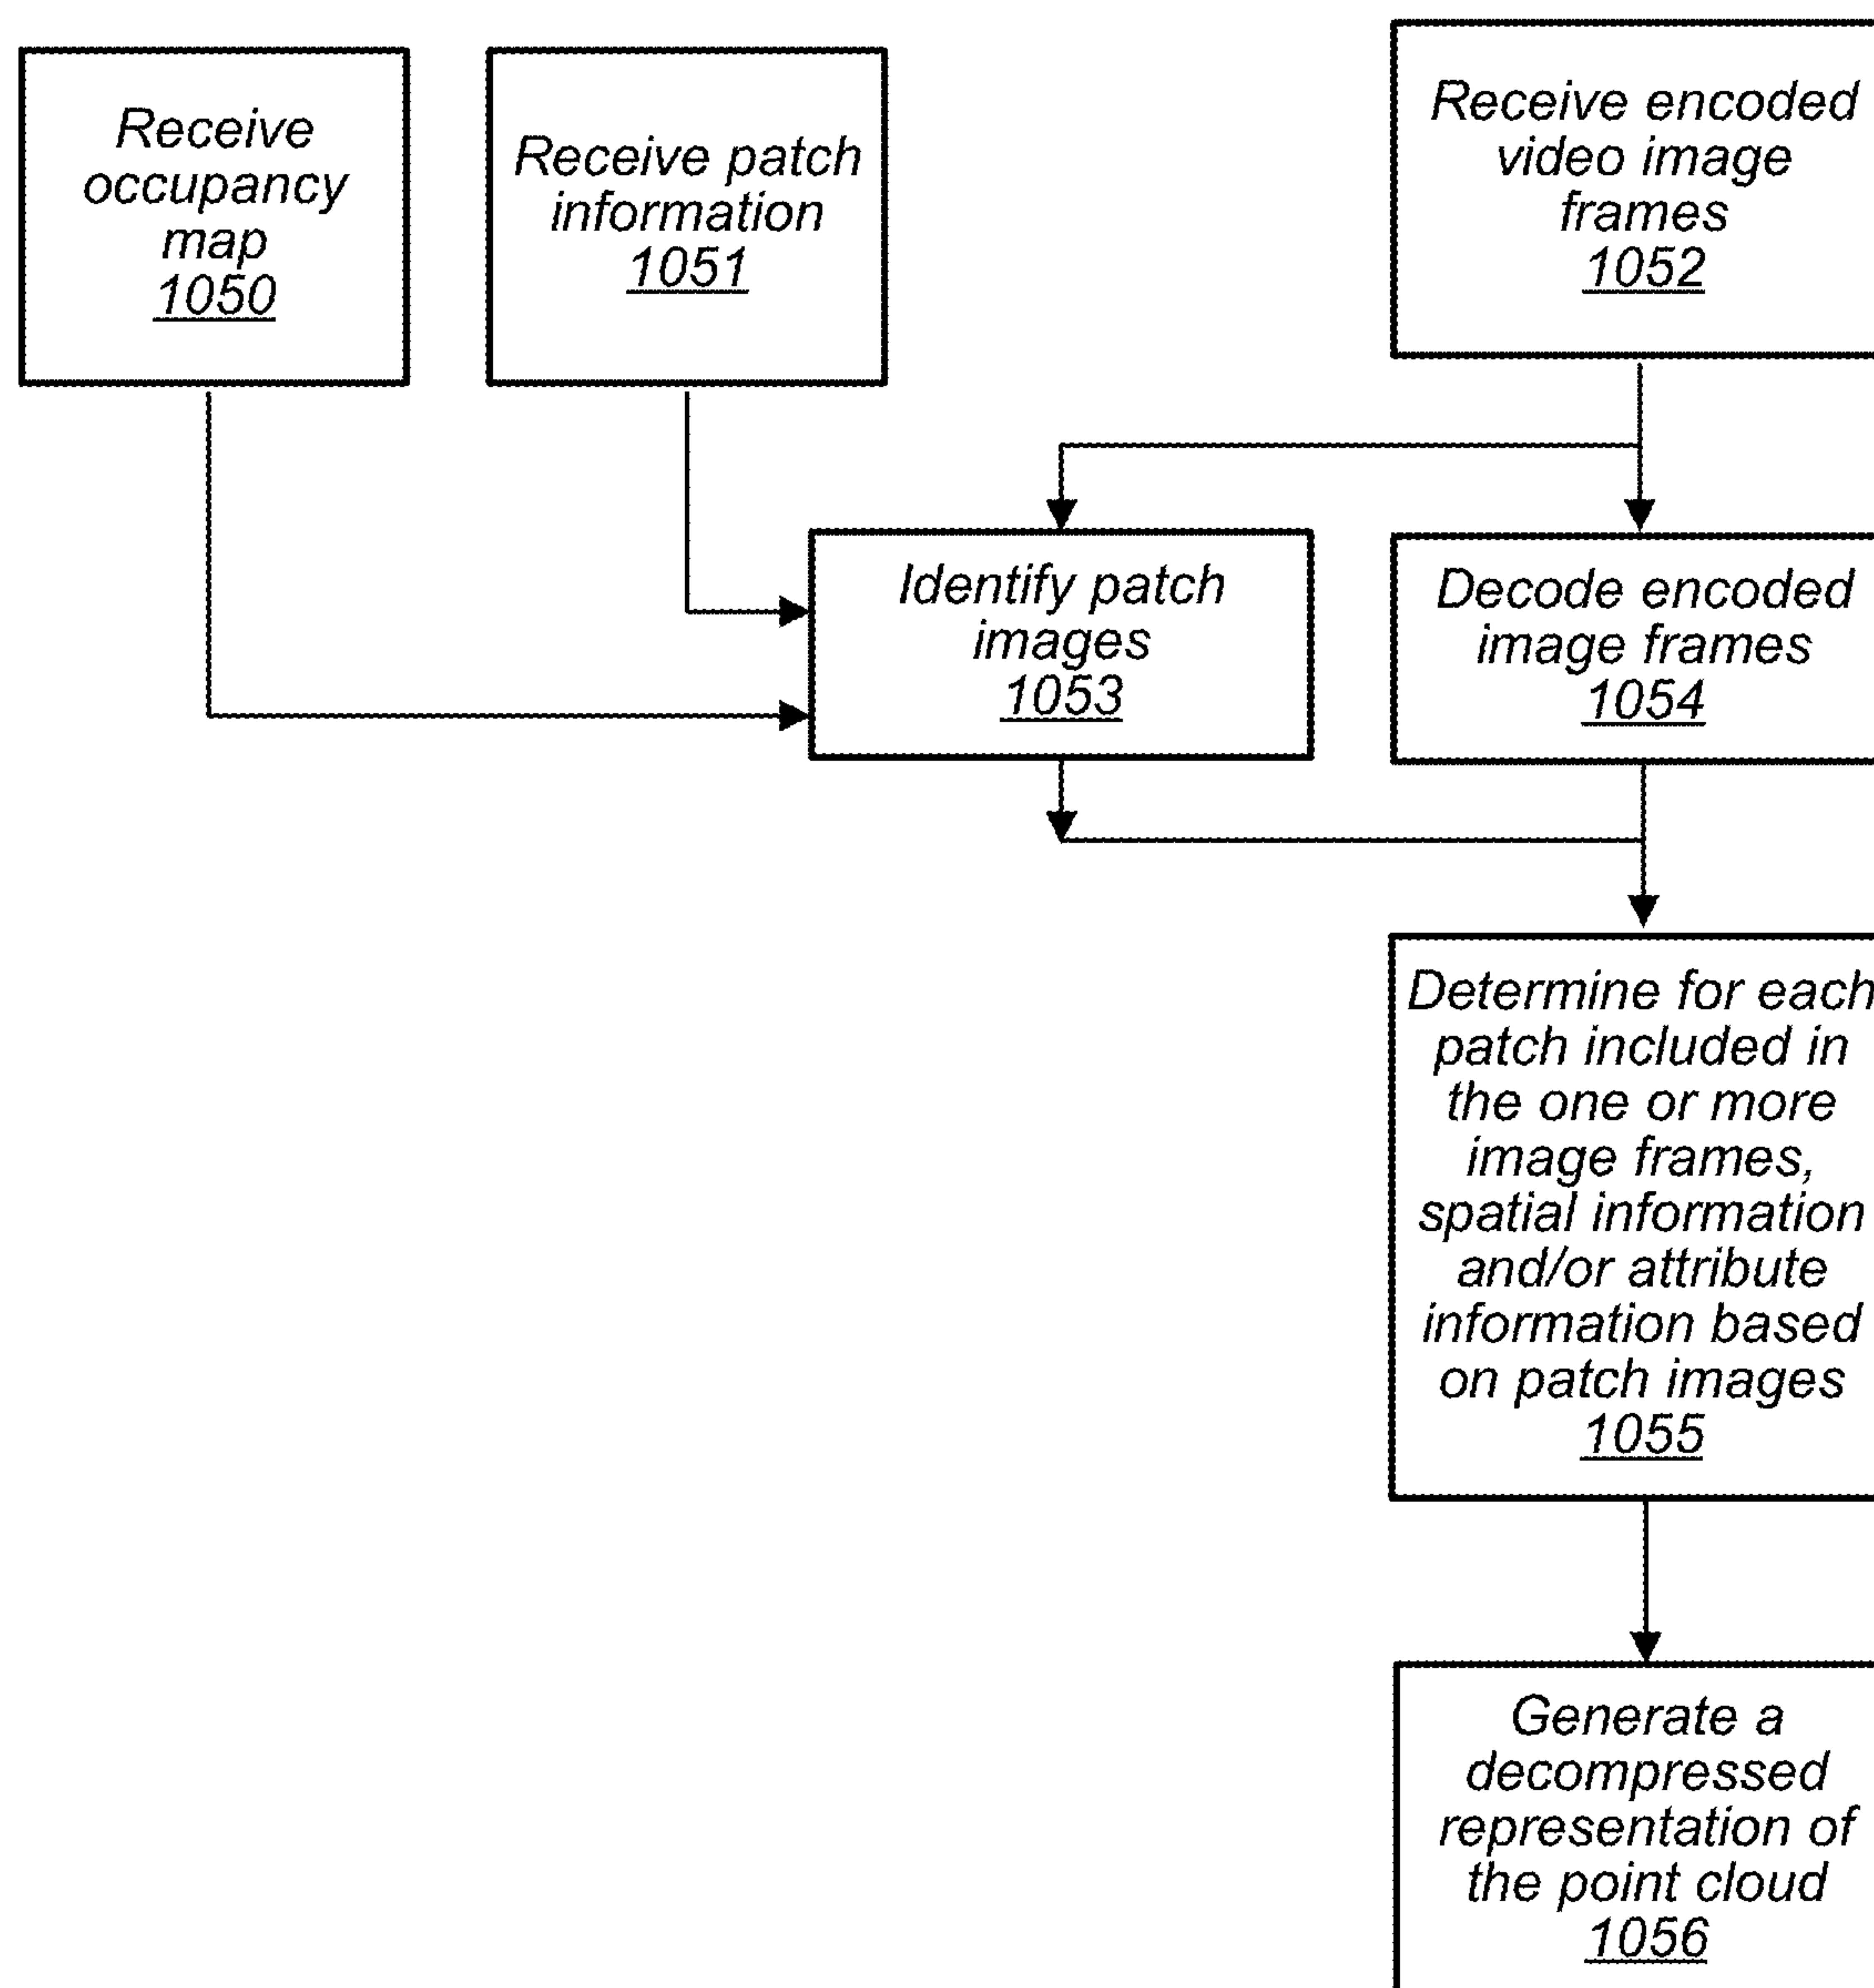 Receive
occupancy
map
1050
Receive patch
information
1051
Receive encoded
video image
frames
1052
Identify patch
images
1053
Decode encoded
image frames
1054
Determine for each
patch included in
the one or more
image frames,
spatial information
and/or attribute
information based
on patch images
1055
Generate a
decompressed
representation of
the point cloud
1056